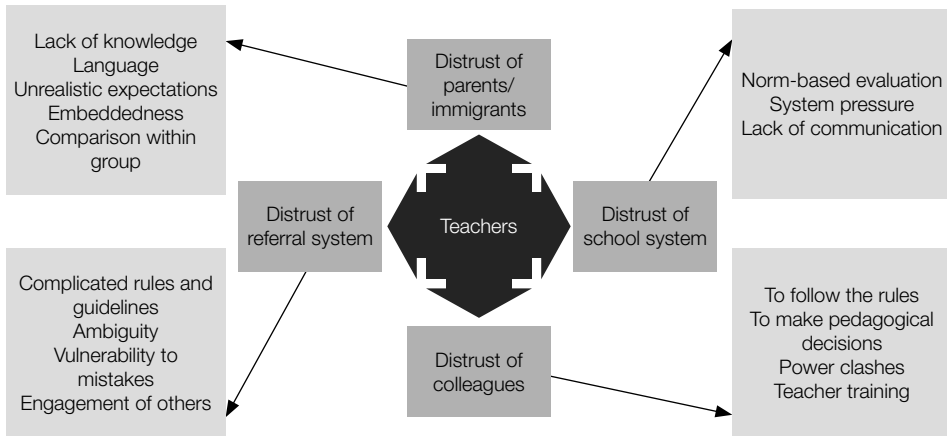 Lack of knowledge
Language
Unrealistic expectations
Embeddedness
Comparison within
group
Distrust of
parents/
immigrants
Norm-based evaluation
System pressure
Lack of communication
Distrust of
referral system
Teachers
Distrust of
school system
Complicated rules and
guidelines
Ambiguity
Vulnerability to
mistakes
Engagement of others
Distrust of
colleagues
To follow the rules
To make pedagogical
decisions
Power clashes
Teacher training